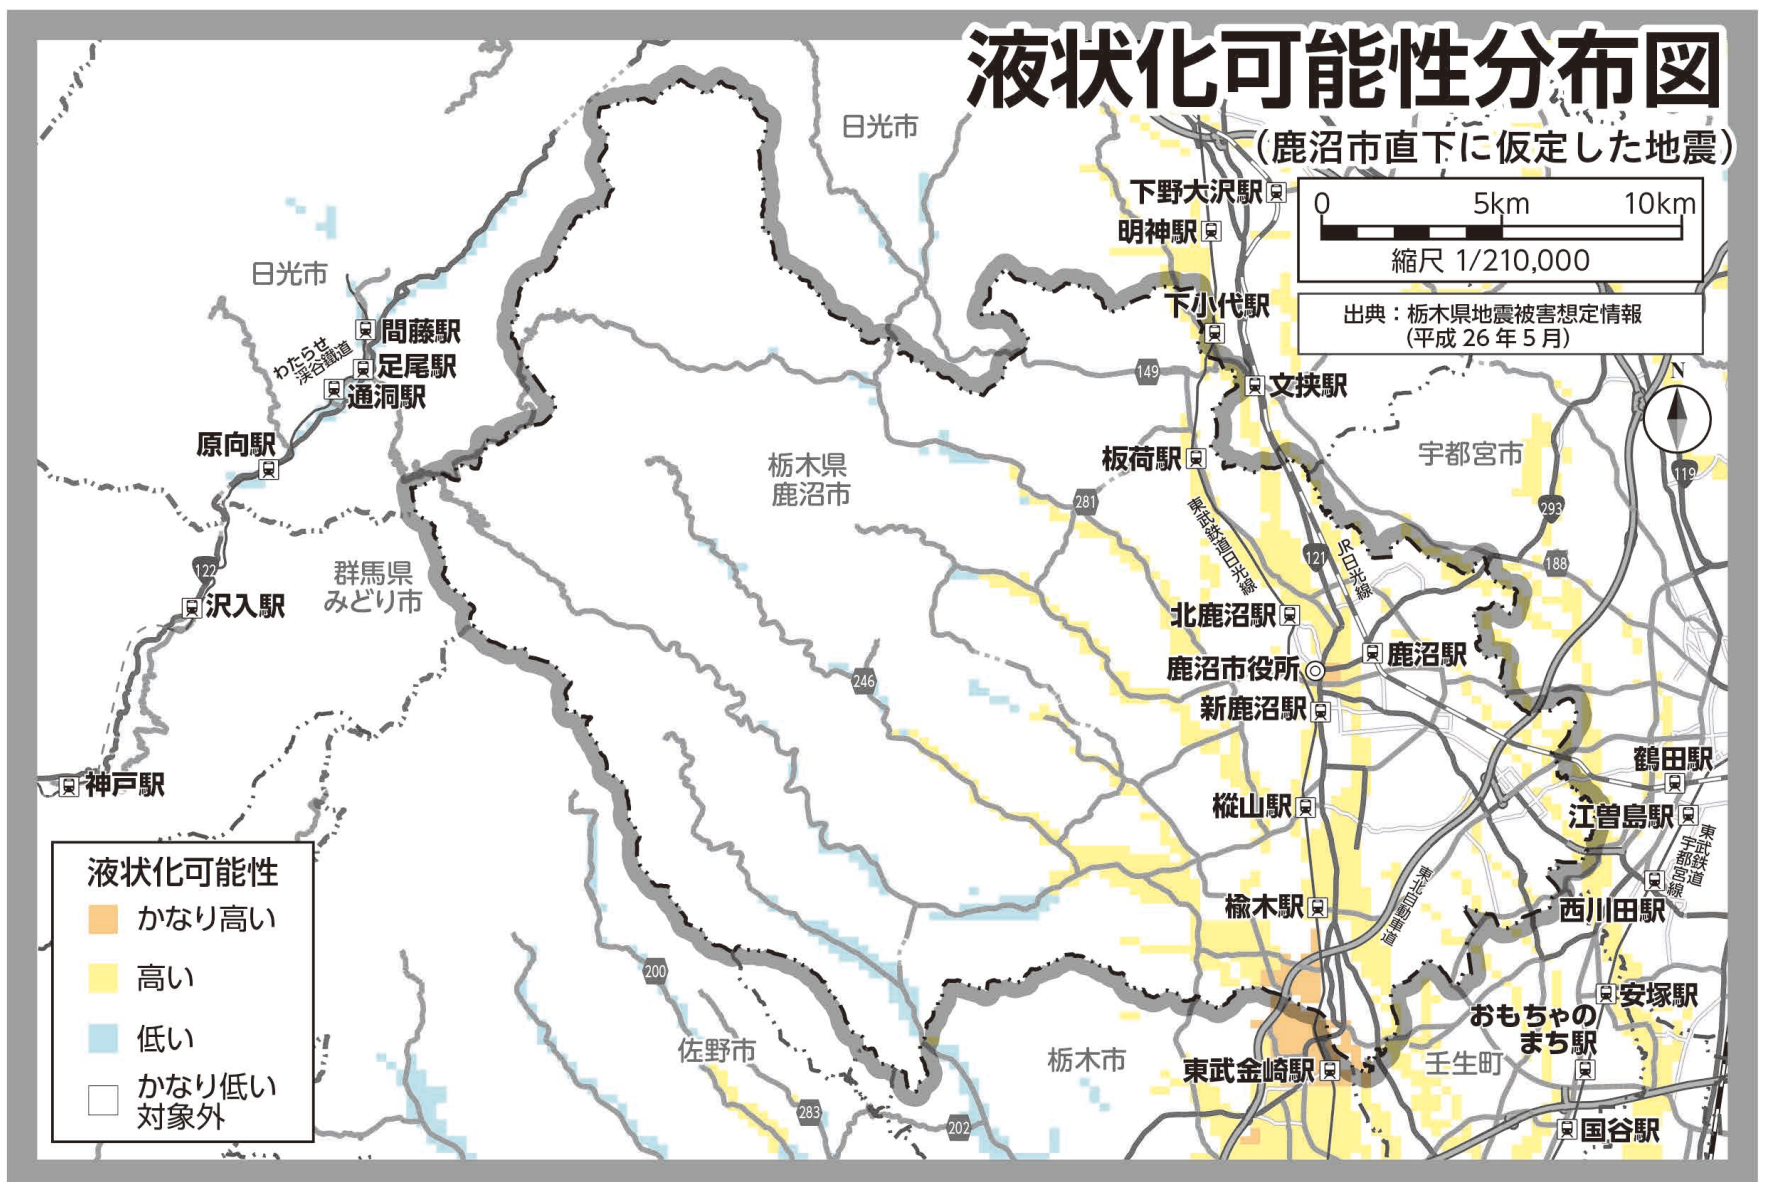 液状化可能性分布図
（鹿沼市直下に仮定した地震）
0 5km 10km
縮尺 1/210,000
出典：栃木県地震被害想定情報
（平成26年5月）
N
日光市
日光市
下野大沢駅
明神駅
下小代駅
文挟駅
間藤駅
わたらせ
渓谷鐵道
足尾駅
通洞駅
原向駅
149
板荷駅
宇都宮市
119
栃木県
鹿沼市
281
293
東武鉄道日光線
121
JR日光線
188
122
群馬県
みどり市
沢入駅
北鹿沼駅
鹿沼駅
鹿沼市役所
246
新鹿沼駅
神戸駅
鶴田駅
樅山駅
江曽島駅
東武鉄道
宇都宮線
東北自動車道
楡木駅
西川田駅
200
安塚駅
おもちゃの
まち駅
佐野市
栃木市
東武金崎駅
壬生町
283
202
国谷駅
液状化可能性
かなり高い
高い
低い
かなり低い
対象外